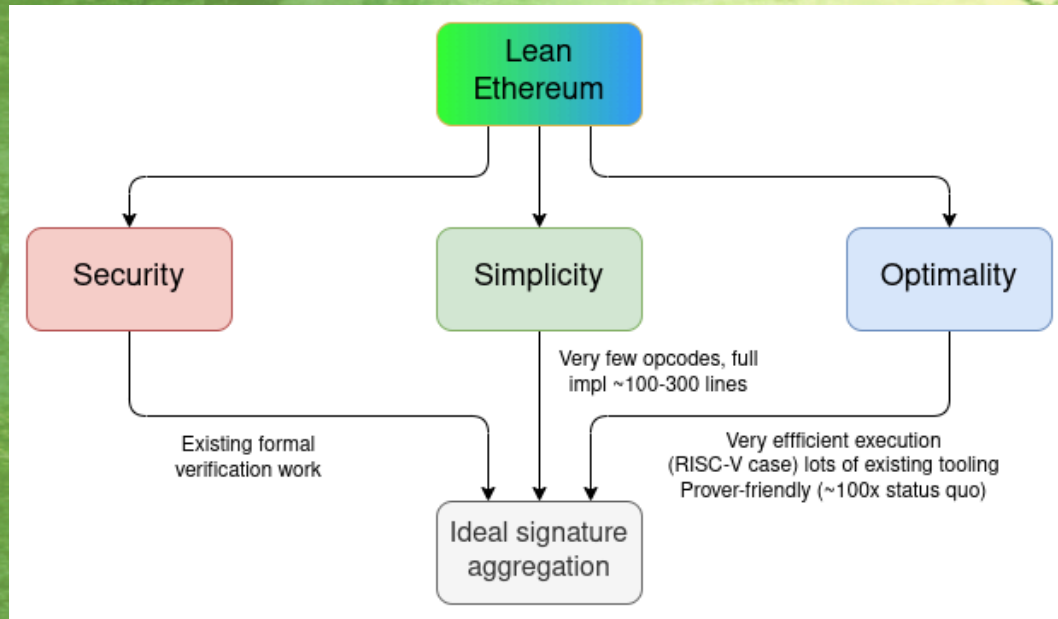 Lean
Ethereum
Security
Simplicity
Optimality
Very few opcodes, full
impl ~100-300 lines
Existing formal
verification work
Very effficient execution
(RISC-V case) lots of existing tooling
Prover-friendly (~100x status quo)
Ideal signature
aggregation